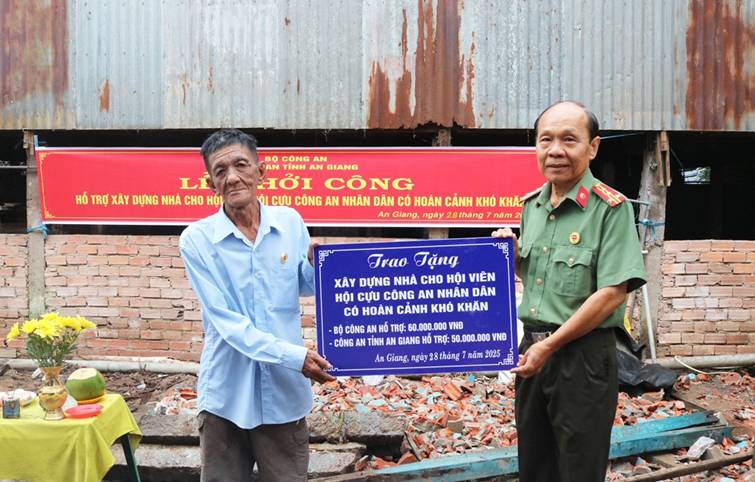 BỘ CÔNG AN
AN TỈNH AN GIANG
LỄ KHỞI CÔNG
HỖ TRỢ XÂY DỰNG NHÀ CHO HỘI CỰU CÔNG AN NHÂN DÂN CÓ HOÀN CẢNH KHÓ KHĂN
An Giang, ngày 28 tháng 7 năm 2025
Trao Tặng
XÂY DỰNG NHÀ CHO HỘI VIÊN
HỘI CỰU CÔNG AN NHÂN DÂN
CÓ HOÀN CẢNH KHÓ KHĂN
- BỘ CÔNG AN HỖ TRỢ: 60.000.000 VNĐ
- CÔNG AN TỈNH AN GIANG HỖ TRỢ: 50.000.000 VNĐ
An Giang, ngày 28 tháng 7 năm 2025